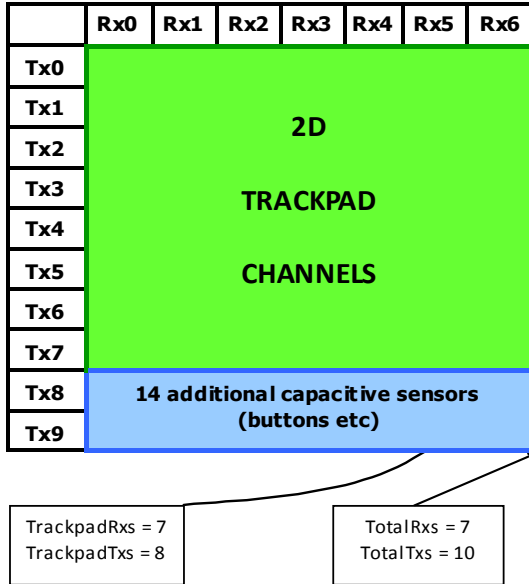 Rx0 Rx1 Rx2 Rx3 Rx4 Rx5 Rx6
Tx0
Tx1
Tx2
Tx3
Tx4
Tx5
Tx6
Tx7
Tx8
Tx9
2D
TRACKPAD
CHANNELS
14 additional capacitive sensors
(buttons etc)
TrackpadRxs = 7
TrackpadTxs = 8
TotalRxs = 7
TotalTxs = 10